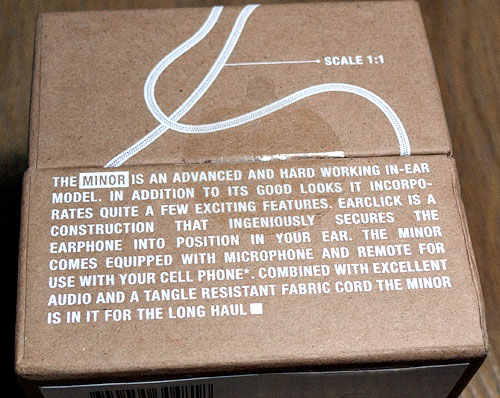 SCALE 1:1
THE MINOR IS AN ADVANCED AND HARD WORKING IN-EAR
MODEL. IN ADDITION TO ITS GOOD LOOKS IT INCORPO-
RATES QUITE A FEW EXCITING FEATURES. EARCLICK IS A
CONSTRUCTION THAT INGENIOUSLY SECURES THE
EARPHONE INTO POSITION IN YOUR EAR. THE MINOR
COMES EQUIPPED WITH MICROPHONE AND REMOTE FOR
USE WITH YOUR CELL PHONE*. COMBINED WITH EXCELLENT
AUDIO AND A TANGLE RESISTANT FABRIC CORD THE MINOR
IS IN IT FOR THE LONG HAUL